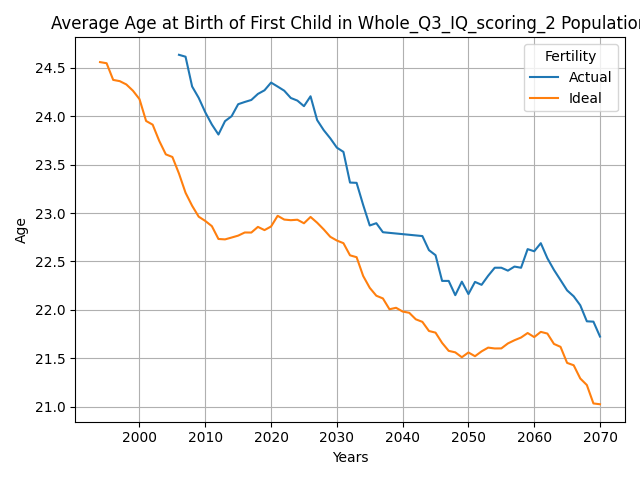 Average Age at Birth of First Child in Whole_Q3_IQ_scoring_2 Population
Fertility
Actual
Ideal
24.5
24.0
23.5
23.0
22.5
22.0
21.5
21.0
Age
2000 2010 2020 2030 2040 2050 2060 2070
Years